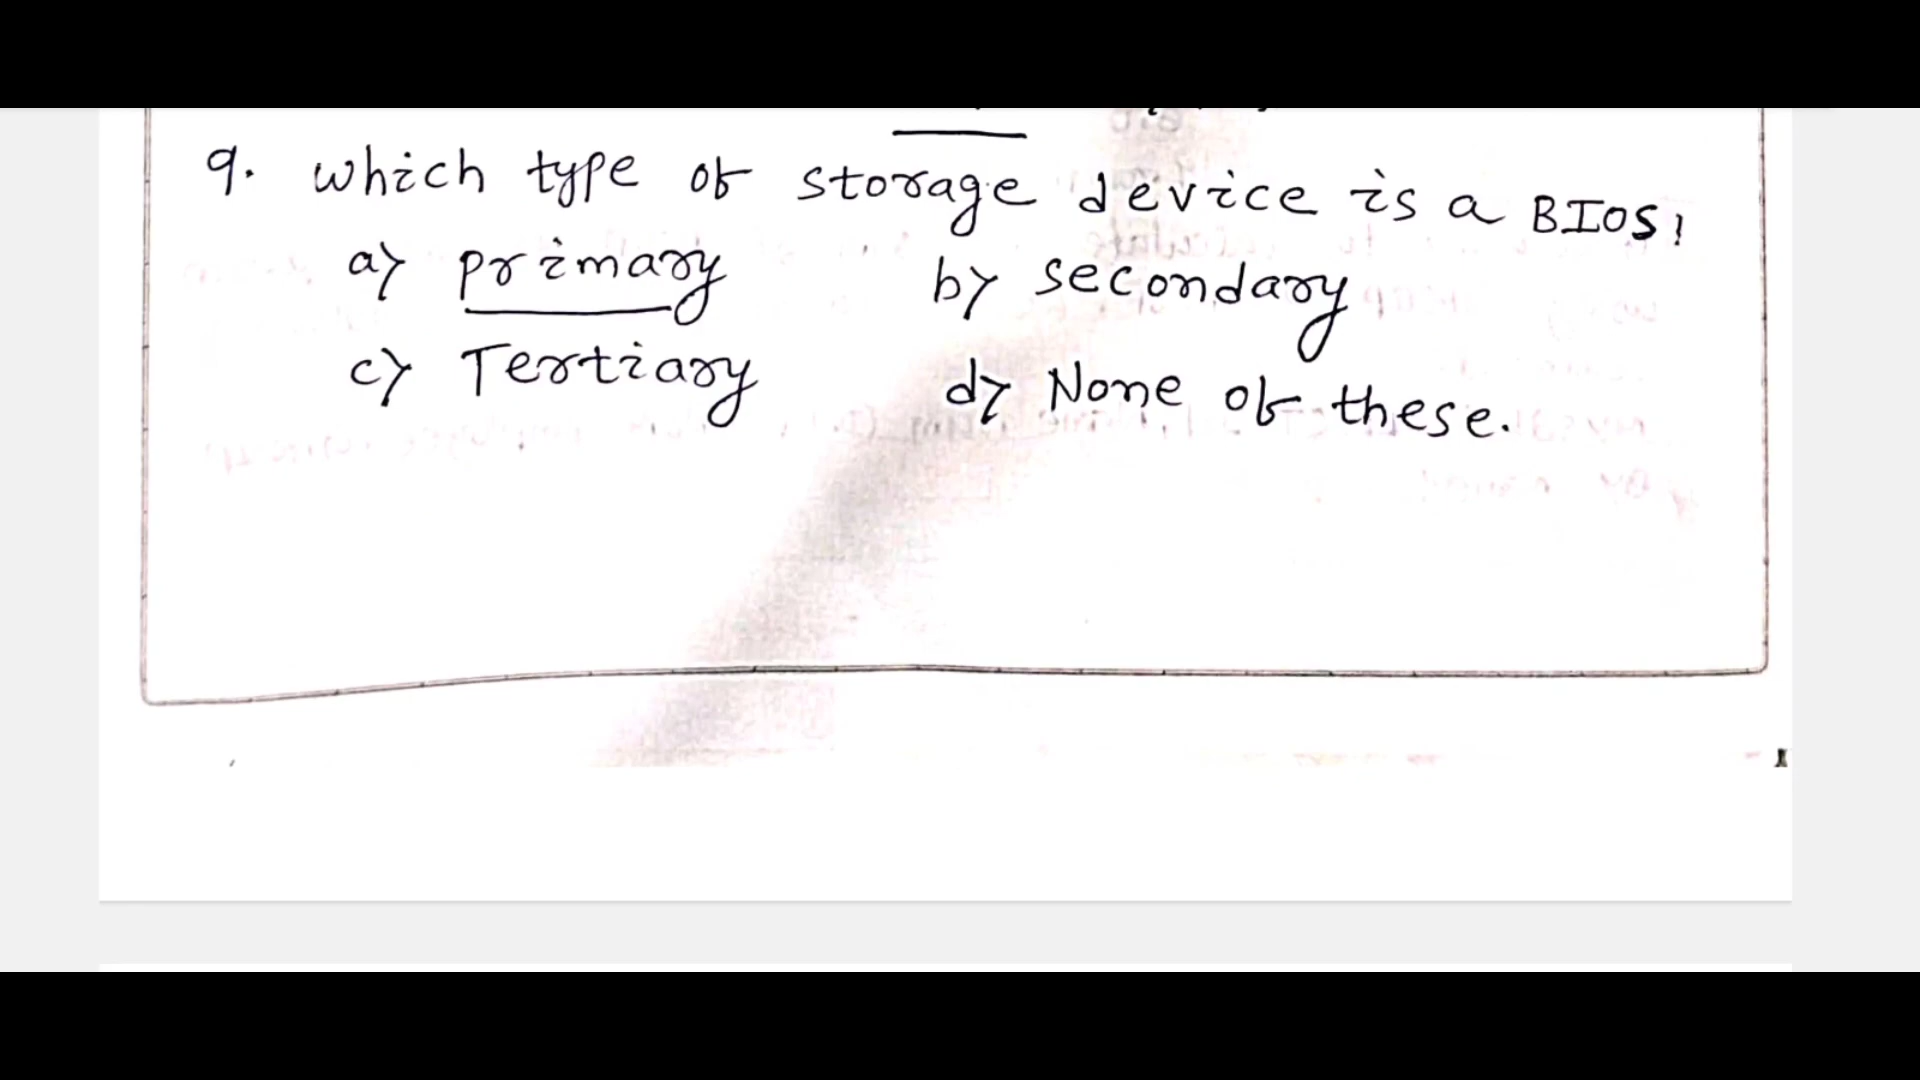 9. which type of storage device is a BIOS!
a) primary b) secondary
c) Tertiary d) None of these.